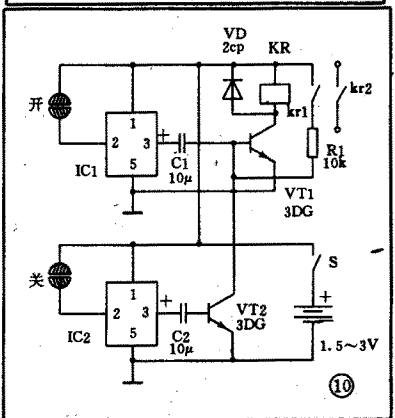 VD
2cp
KR
开
1
2
3
+
5
IC1
C1
10μ
kr1
kr2
R1
10k
VT1
3DG
关
1
2
3
+
5
IC2
C2
10μ
VT2
3DG
S
+
1.5～3V
⑩